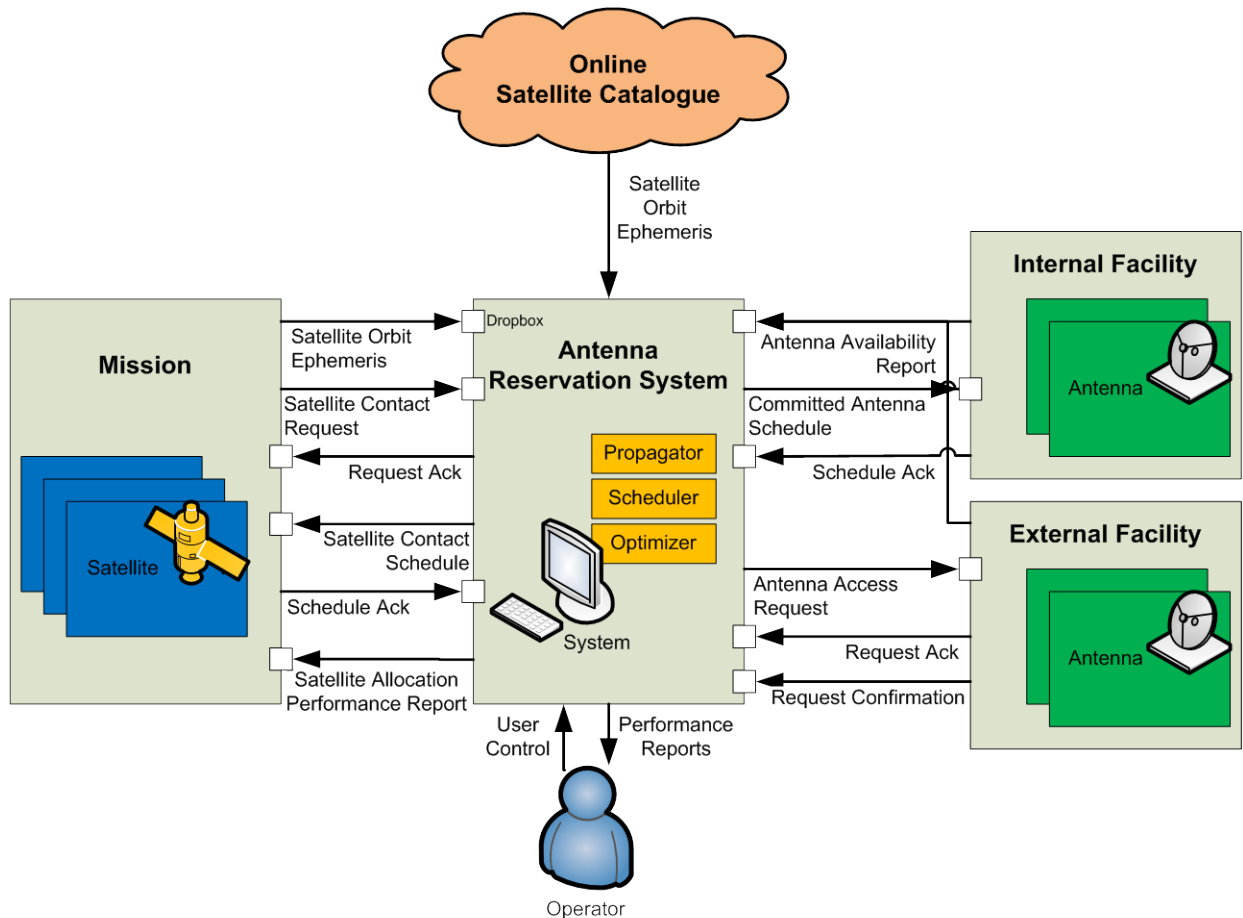 Online
Satellite Catalogue
Satellite
Orbit
Ephemeris
Mission
Satellite
Satellite Orbit
Ephemeris
Satellite Contact
Request
Request Ack
Satellite Contact
Schedule
Schedule Ack
Satellite Allocation
Performance Report
Dropbox
Antenna
Reservation System
Propagator
Scheduler
Optimizer
System
Antenna Availability
Report
Committed Antenna
Schedule
Schedule Ack
Antenna Access
Request
Request Ack
Request Confirmation
Internal Facility
Antenna
External Facility
Antenna
User
Control
Performance
Reports
Operator